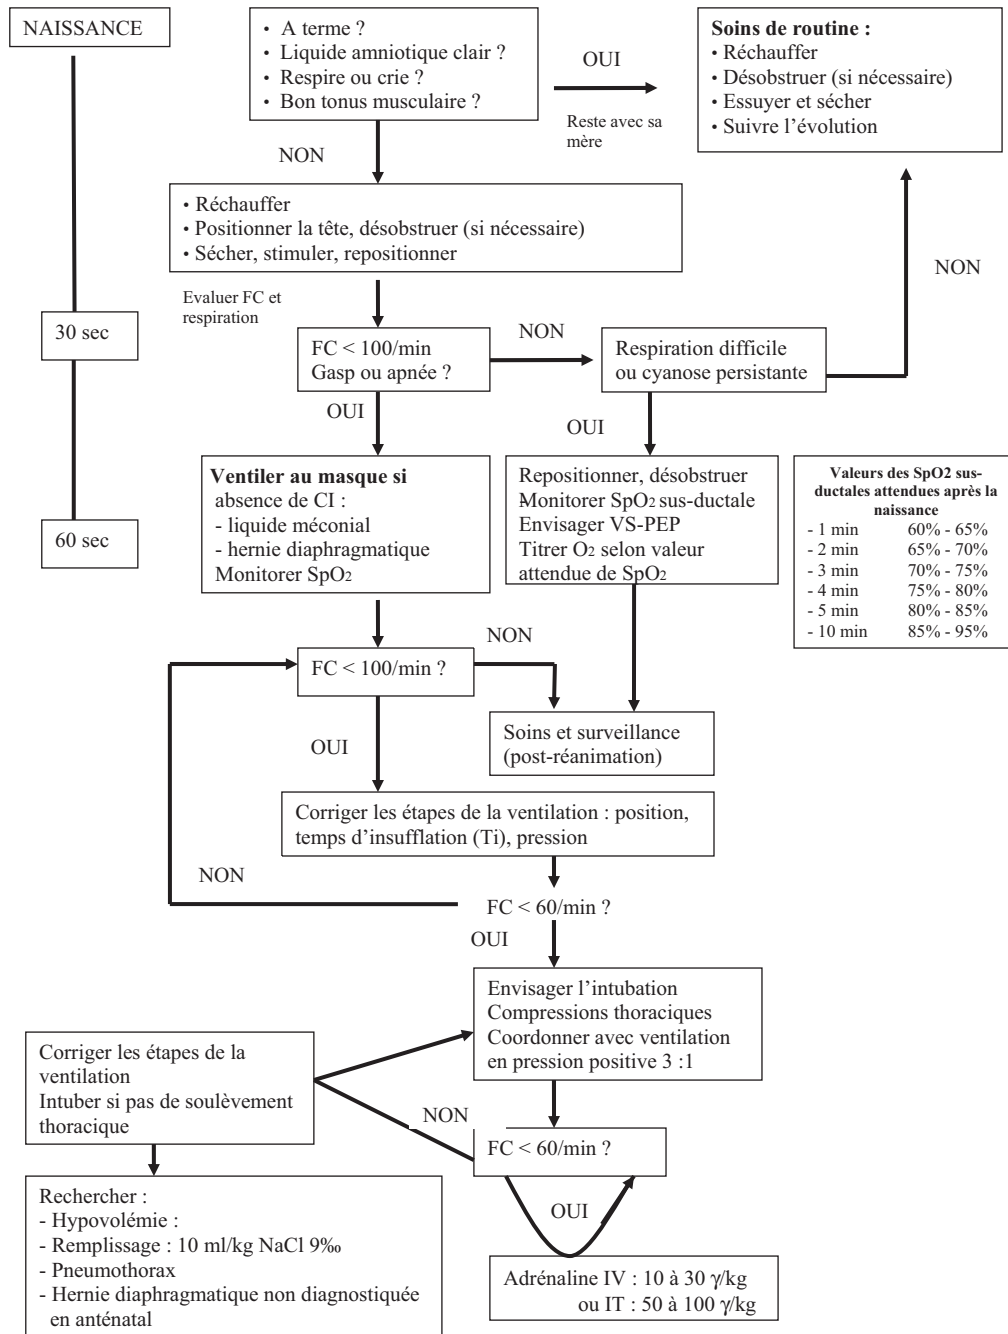 NAISSANCE
• A terme ?
• Liquide amniotique clair ?
• Respire ou crie ?
• Bon tonus musculaire ?
OUI
Reste avec sa
mère
Soins de routine :
• Réchauffer
• Désobstruer (si nécessaire)
• Essuyer et sécher
• Suivre l’évolution
NON
• Réchauffer
• Positionner la tête, désobstruer (si nécessaire)
• Sécher, stimuler, repositionner
NON
Evaluer FC et
respiration
30 sec
FC < 100/min
Gasp ou apnée ?
NON
Respiration difficile
ou cyanose persistante
OUI
OUI
Ventiler au masque si
absence de CI :
- liquide méconial
- hernie diaphragmatique
Monitorer SpO2
Repositionner, désobstruer
Monitorer SpO2 sus-ductale
Envisager VS-PEP
Titrer O2 selon valeur
attendue de SpO2
Valeurs des SpO2 sus-
ductales attendues après la
naissance
- 1 min 60% - 65%
- 2 min 65% - 70%
- 3 min 70% - 75%
- 4 min 75% - 80%
- 5 min 80% - 85%
- 10 min 85% - 95%
60 sec
FC < 100/min ?
NON
OUI
Soins et surveillance
(post-réanimation)
Corriger les étapes de la ventilation : position,
temps d’insufflation (Ti), pression
NON
FC < 60/min ?
OUI
Envisager l’intubation
Compressions thoraciques
Coordonner avec ventilation
en pression positive 3 :1
Corriger les étapes de la
ventilation
Intuber si pas de soulèvement
thoracique
NON
FC < 60/min ?
OUI
Rechercher :
- Hypovolémie :
- Remplissage : 10 ml/kg NaCl 9‰
- Pneumothorax
- Hernie diaphragmatique non diagnostiquée
en anténatal
Adrénaline IV : 10 à 30 γ/kg
ou IT : 50 à 100 γ/kg